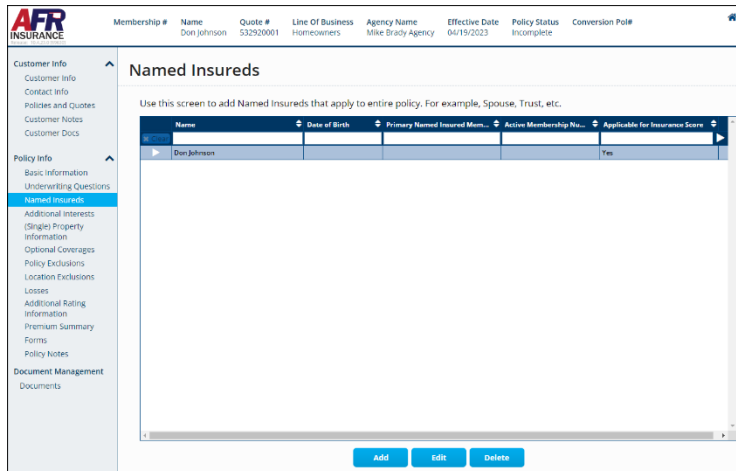 AFR
INSURANCE
Membership # Name Quote # Line Of Business Agency Name Effective Date Policy Status Conversion Pol#
Don Johnson 532920001 Homeowners Mike Brady Agency 04/19/2023 Incomplete
Customer Info
Customer Info
Contact Info
Policies and Quotes
Customer Notes
Customer Docs
Policy Info
Basic Information
Underwriting Questions
Named Insureds
Additional Interests
(Single) Property
Information
Optional Coverages
Policy Exclusions
Location Exclusions
Losses
Additional Rating
Information
Premium Summary
Forms
Policy Notes
Document Management
Documents
Named Insureds
Use this screen to add Named Insureds that apply to entire policy. For example, Spouse, Trust, etc.
Name Date of Birth Primary Named Insured Mem... Active Membership Nu... Applicable for Insurance Score
Don Johnson Yes
Add Edit Delete